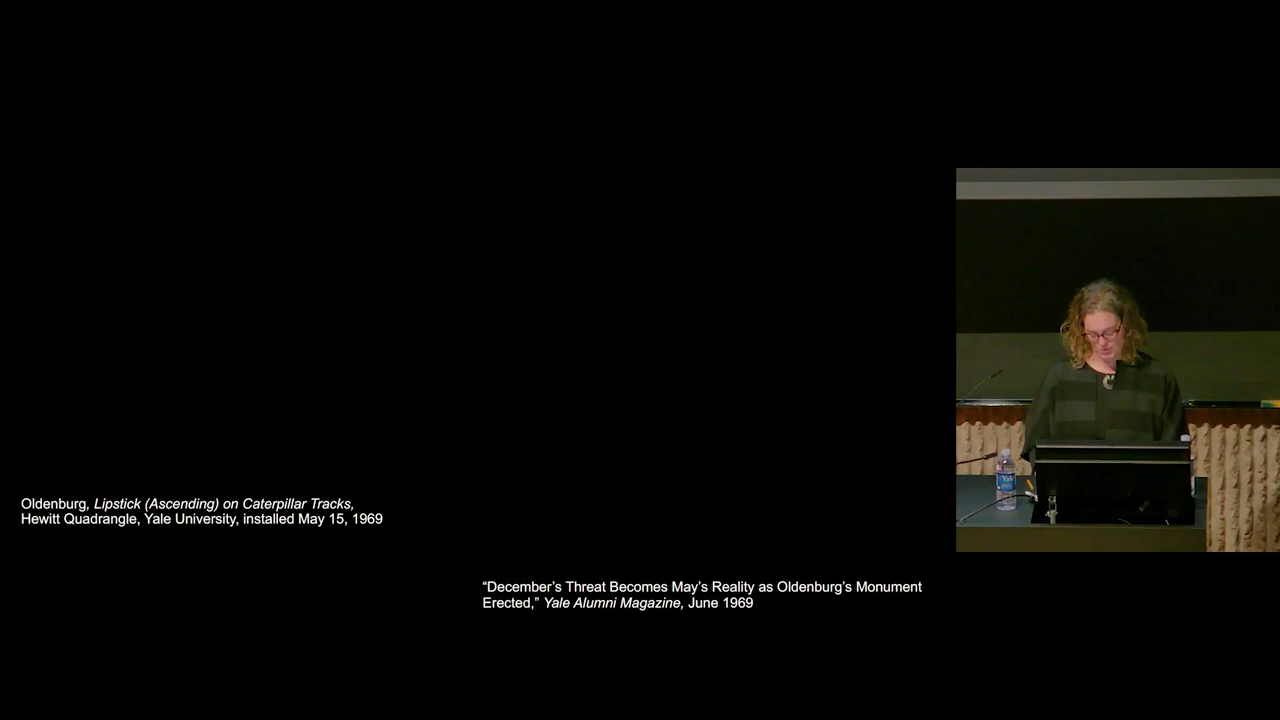 Oldenburg, Lipstick (Ascending) on Caterpillar Tracks,
Hewitt Quadrangle, Yale University, installed May 15, 1969
“December’s Threat Becomes May’s Reality as Oldenburg’s Monument
Erected,” Yale Alumni Magazine, June 1969
Yale